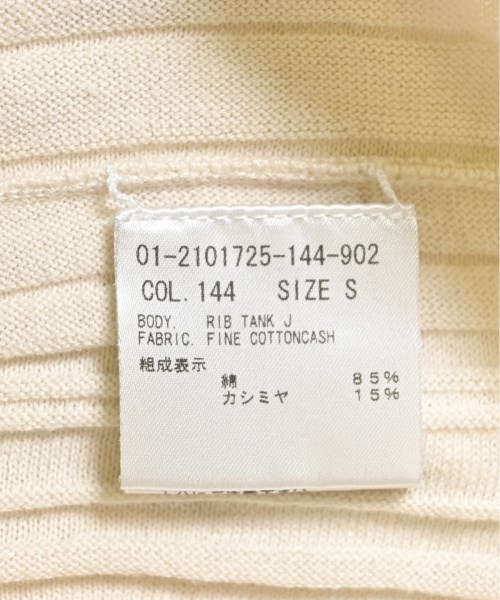 01-2101725-144-902
COL. 144 SIZE S
BODY. RIB TANK J
FABRIC. FINE COTTONCASH
組成表示
綿 85%
カシミヤ 15%